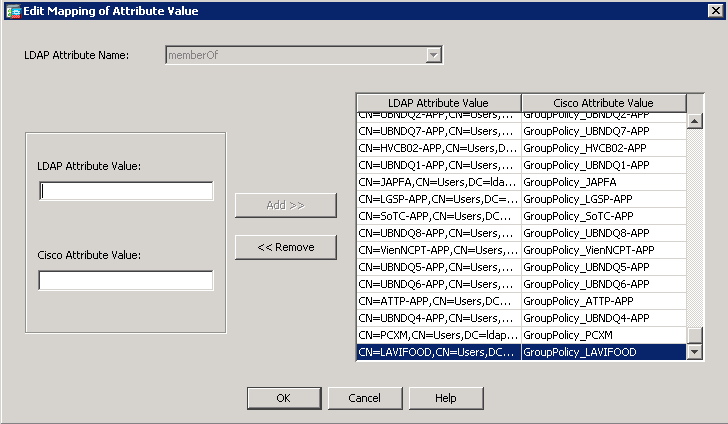 Edit Mapping of Attribute Value
LDAP Attribute Name: memberOf
LDAP Attribute Value Cisco Attribute Value
CN=UBNDQ2-APP,CN=Users,... GroupPolicy_UBNDQ2-APP
CN=UBNDQ7-APP,CN=Users,... GroupPolicy_UBNDQ7-APP
CN=HVCB02-APP,CN=Users,D... GroupPolicy_HVCB02-APP
CN=UBNDQ1-APP,CN=Users,... GroupPolicy_UBNDQ1-APP
CN=JAPFA,CN=Users,DC=lda... GroupPolicy_JAPFA
CN=LGSP-APP,CN=Users,DC... GroupPolicy_LGSP-APP
CN=SoTC-APP,CN=Users,DC... GroupPolicy_SoTC-APP
CN=UBNDQ8-APP,CN=Users,... GroupPolicy_UBNDQ8-APP
CN=VienNCPT-APP,CN=Users... GroupPolicy_VienNCPT-APP
CN=UBNDQ5-APP,CN=Users,... GroupPolicy_UBNDQ5-APP
CN=UBNDQ6-APP,CN=Users,... GroupPolicy_UBNDQ6-APP
CN=ATTP-APP,CN=Users,DC... GroupPolicy_ATTP-APP
CN=UBNDQ4-APP,CN=Users,... GroupPolicy_UBNDQ4-APP
CN=PCXM,CN=Users,DC=ldap... GroupPolicy_PCXM
CN=LAVIFOOD,CN=Users,DC... GroupPolicy_LAVIFOOD
LDAP Attribute Value:
Add >>
<< Remove
Cisco Attribute Value:
OK Cancel Help